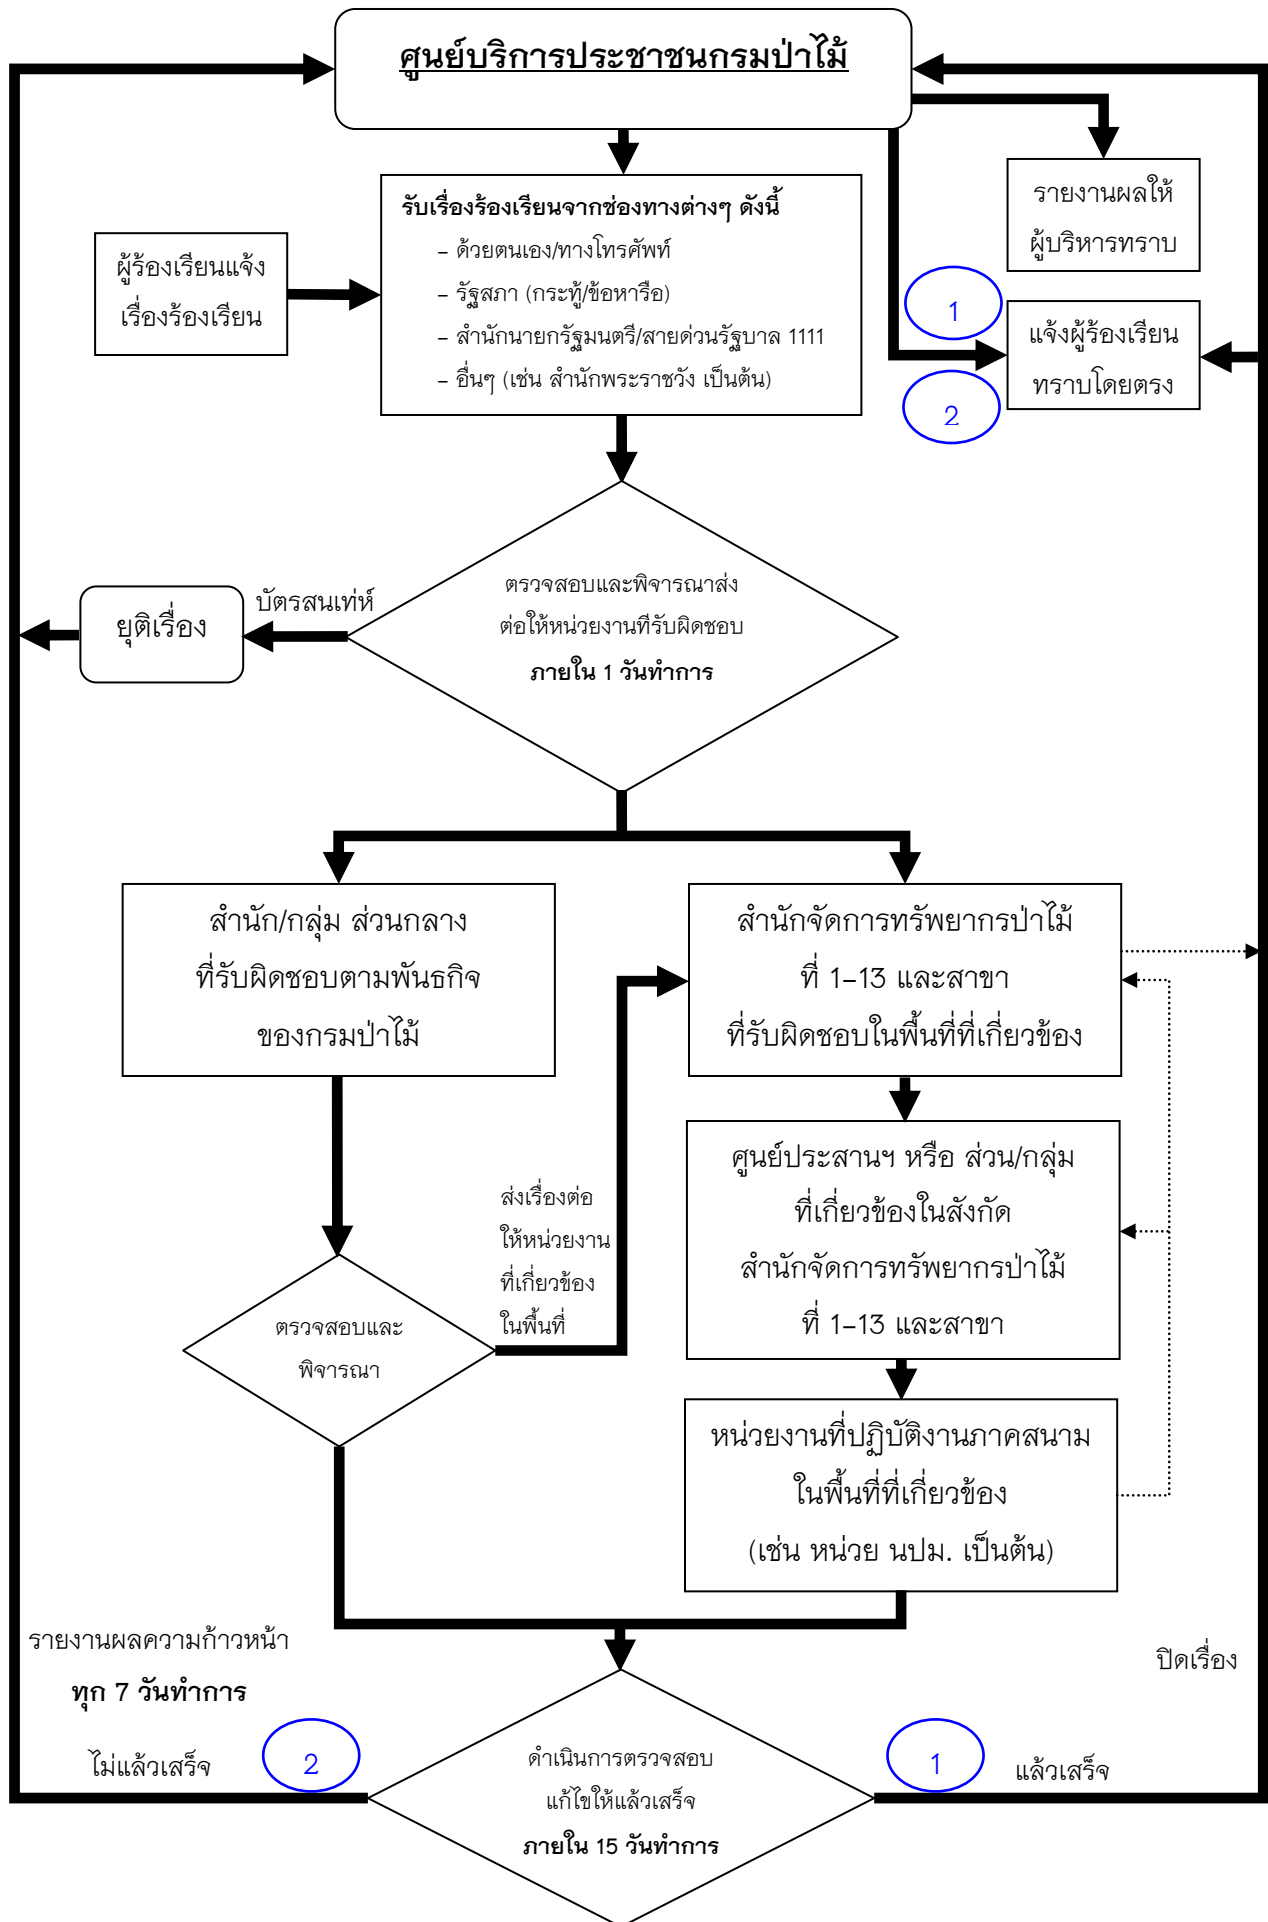 ศูนย์บริการประชาชนกรมป่าไม้
รายงานผลให้
ผู้บริหารทราบ
รับเรื่องร้องเรียนจากช่องทางต่างๆ ดังนี้
– ด้วยตนเอง/ทางโทรศัพท์
– รัฐสภา (กระทู้/ข้อหารือ)
– สำนักนายกรัฐมนตรี/สายด่วนรัฐบาล 1111
– อื่นๆ (เช่น สำนักพระราชวัง เป็นต้น)
ผู้ร้องเรียนแจ้ง
เรื่องร้องเรียน
1
แจ้งผู้ร้องเรียน
ทราบโดยตรง
2
ตรวจสอบและพิจารณาส่ง
ต่อให้หน่วยงานที่รับผิดชอบ
ภายใน 1 วันทำการ
บัตรสนเท่ห์
ยุติเรื่อง
สำนัก/กลุ่ม ส่วนกลาง
ที่รับผิดชอบตามพันธกิจ
ของกรมป่าไม้
สำนักจัดการทรัพยากรป่าไม้
ที่ 1–13 และสาขา
ที่รับผิดชอบในพื้นที่ที่เกี่ยวข้อง
ศูนย์ประสานฯ หรือ ส่วน/กลุ่ม
ที่เกี่ยวข้องในสังกัด
สำนักจัดการทรัพยากรป่าไม้
ที่ 1–13 และสาขา
ส่งเรื่องต่อ
ให้หน่วยงาน
ที่เกี่ยวข้อง
ในพื้นที่
ตรวจสอบและ
พิจารณา
หน่วยงานที่ปฏิบัติงานภาคสนาม
ในพื้นที่ที่เกี่ยวข้อง
(เช่น หน่วย นปม. เป็นต้น)
รายงานผลความก้าวหน้า
ทุก 7 วันทำการ
ปิดเรื่อง
ไม่แล้วเสร็จ
2
ดำเนินการตรวจสอบ
แก้ไขให้แล้วเสร็จ
ภายใน 15 วันทำการ
1
แล้วเสร็จ